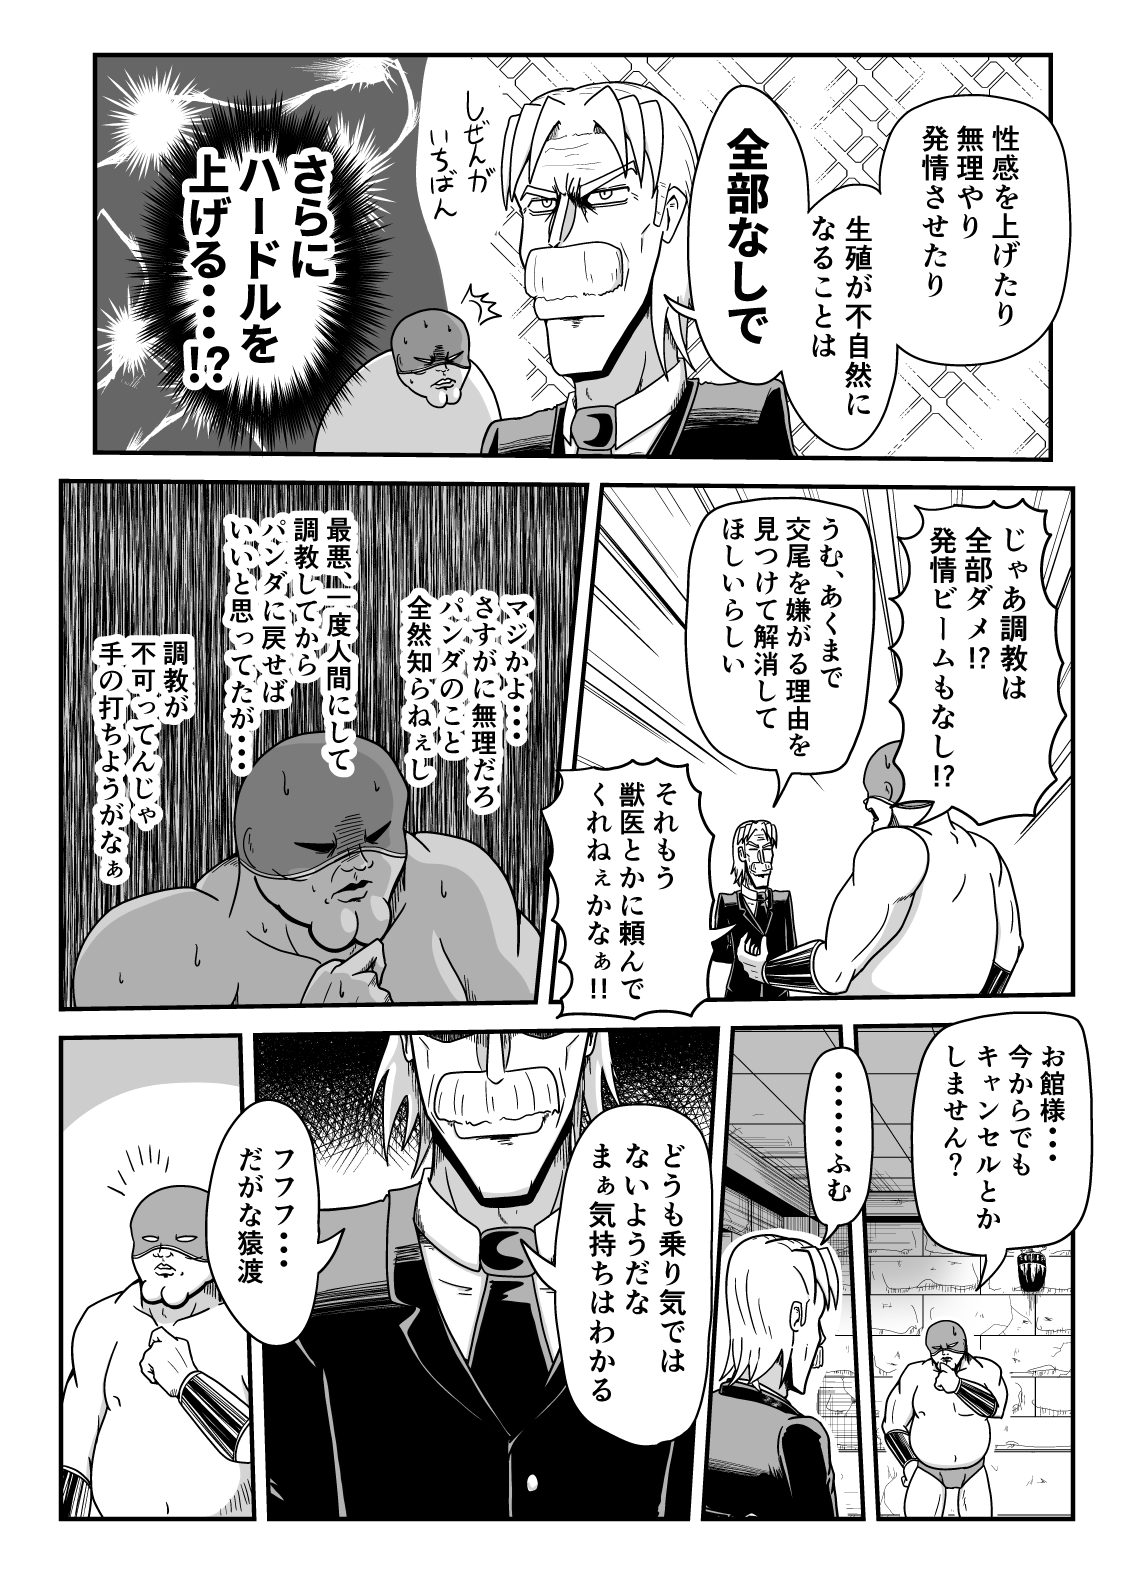 性感を上げたり
無理やり
発情させたり
生殖が不自然に
なることは
全部なしで
しぜんが
いちばん
さらに
ハードルを
上げる・・・・!?
じゃあ調教は
全部ダメ!?
発情ビームもなし!?
うむ、あくまで
交尾を嫌がる理由を
見つけて解消して
ほしいらしい
それもう
獣医とかに頼んで
くれねぇかなぁ!!
マジかよ・・・
さすがに無理だろ
パンダのこと
全然知らねぇし
最悪、一度人間にして
調教してから
パンダに戻せば
いいと思ってたが・・・
調教が
不可ってんじゃ
手の打ちようがなぁ
お館様・・・
今からでも
キャンセルとか
しません?
・・・・・・ふむ
どうも乗り気では
ないようだな
まぁ気持ちはわかる
フフフ・・・
だがな猿渡